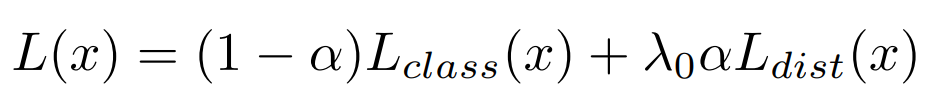 L(x) = (1 − α)L_{class}(x) + λ_0αL_{dist}(x)